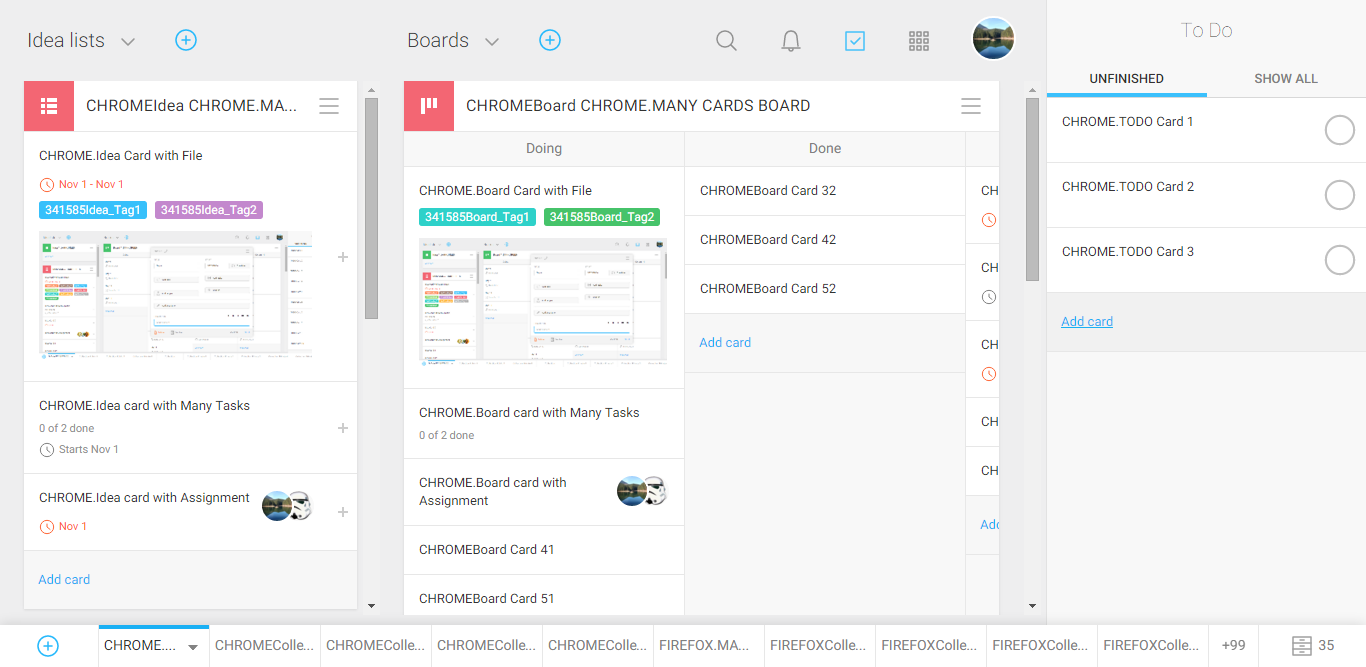 Idea lists
Boards
To Do
UNFINISHED
SHOW ALL
CHROMEIdea CHROME.MA...
CHROME.Idea Card with File
Nov 1 - Nov 1
341585Idea_Tag1
341585Idea_Tag2
CHROME.Idea card with Many Tasks
0 of 2 done
Starts Nov 1
CHROME.Idea card with Assignment
Nov 1
Add card
CHROMEBoard CHROME.MANY CARDS BOARD
Doing
CHROME.Board Card with File
341585Board_Tag1
341585Board_Tag2
CHROME.Board card with Many Tasks
0 of 2 done
CHROME.Board card with
Assignment
CHROMEBoard Card 41
CHROMEBoard Card 51
Done
CHROMEBoard Card 32
CHROMEBoard Card 42
CHROMEBoard Card 52
Add card
CH
CH
CH
CH
CH
Adc
CHROME.TODO Card 1
CHROME.TODO Card 2
CHROME.TODO Card 3
Add card
CHROME....
CHROMEColle...
CHROMEColle...
CHROMEColle...
CHROMEColle...
FIREFOX.MA...
FIREFOXColle...
FIREFOXColle...
FIREFOXColle...
FIREFOXColle...
+99
35